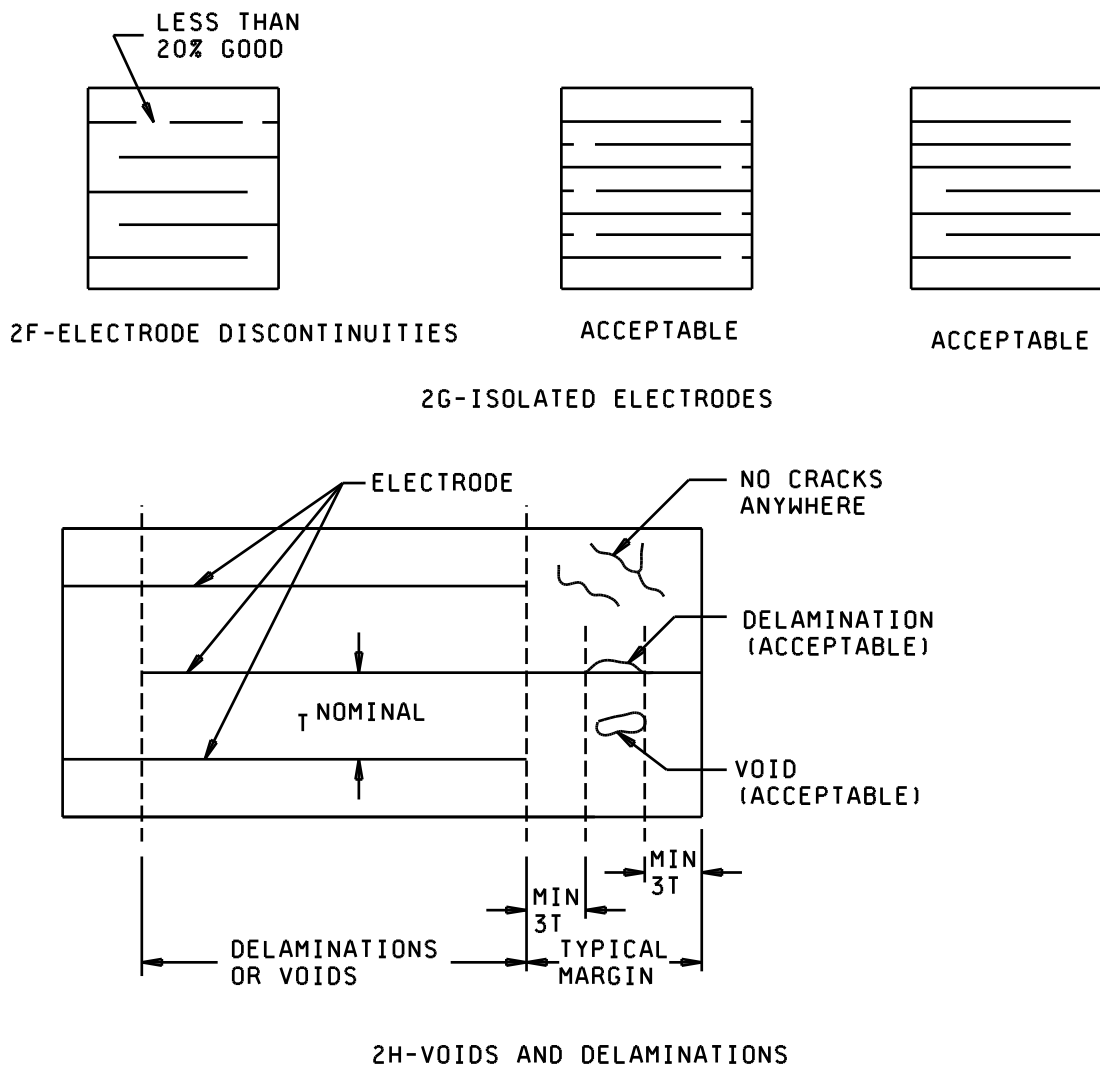 LESS THAN
20% GOOD
2F-ELECTRODE DISCONTINUITIES
ACCEPTABLE
ACCEPTABLE
2G-ISOLATED ELECTRODES
ELECTRODE
NO CRACKS
ANYWHERE
DELAMINATION
(ACCEPTABLE)
T NOMINAL
VOID
(ACCEPTABLE)
MIN
3T
MIN
3T
DELAMINATIONS
OR VOIDS
TYPICAL
MARGIN
2H-VOIDS AND DELAMINATIONS